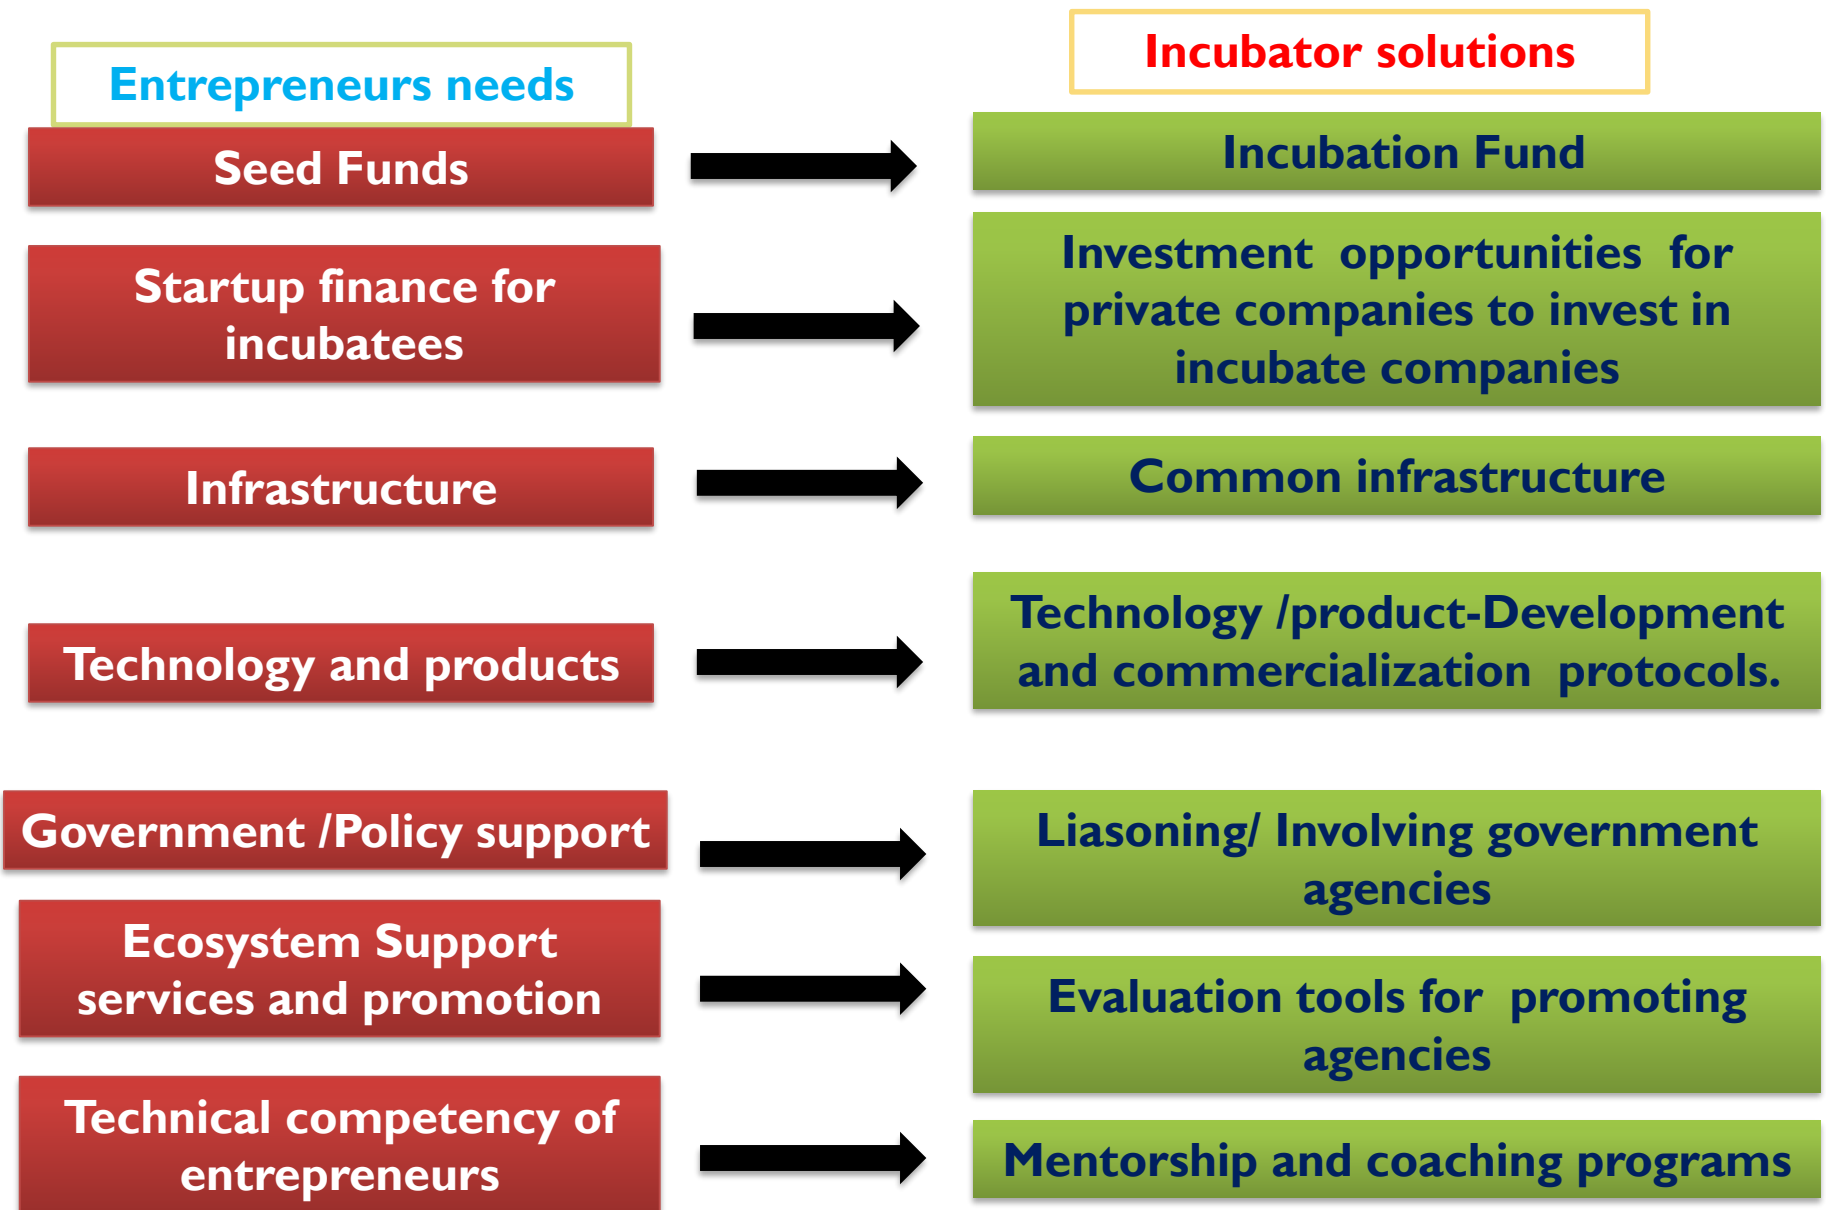 Entrepreneurs needs
Incubator solutions
Seed Funds
Incubation Fund
Startup finance for
incubatees
Investment opportunities for
private companies to invest in
incubate companies
Infrastructure
Common infrastructure
Technology and products
Technology /product-Development
and commercialization protocols.
Government /Policy support
Liasoning/ Involving government
agencies
Ecosystem Support
services and promotion
Evaluation tools for promoting
agencies
Technical competency of
entrepreneurs
Mentorship and coaching programs